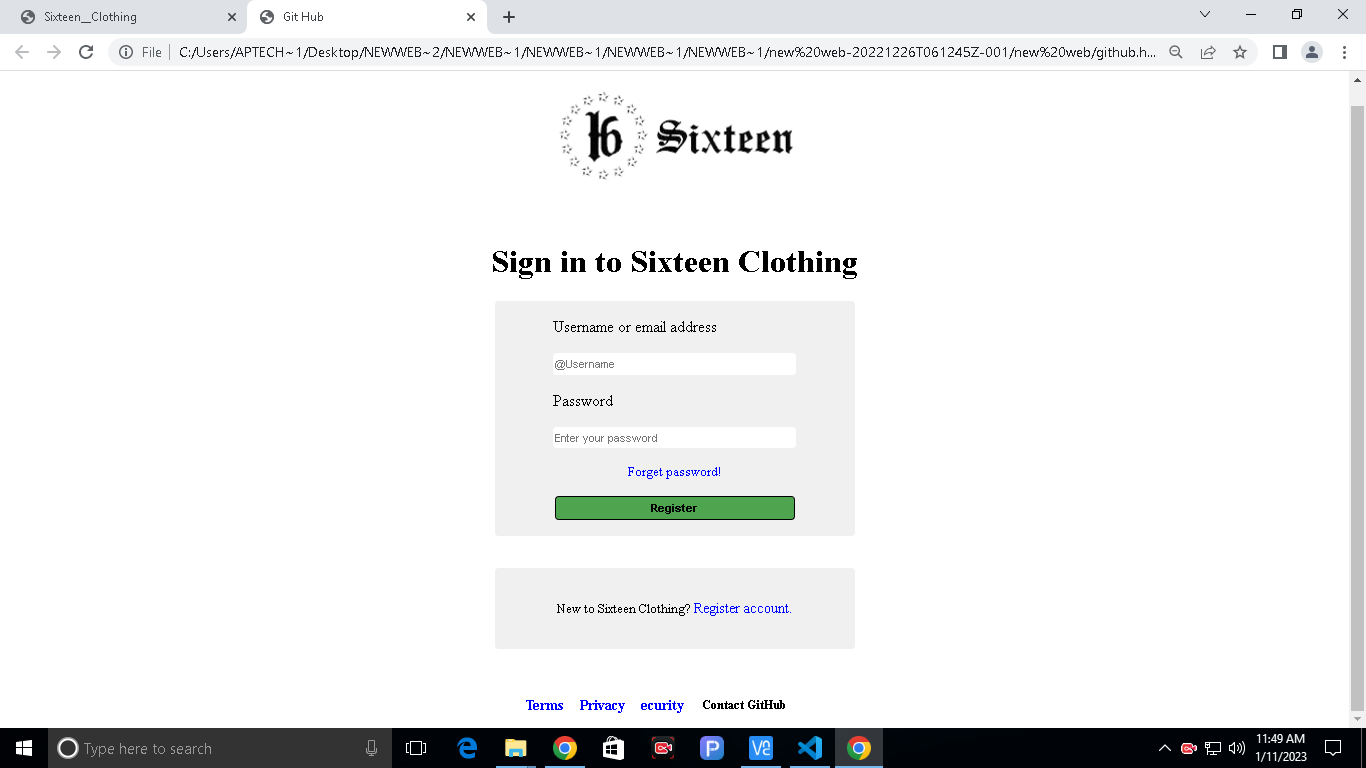 Sixteen__Clothing
Git Hub
File
C:/Users/APTECH~1/Desktop/NEWWEB~2/NEWWEB~1/NEWWEB~1/NEWWEB~1/NEWWEB~1/new%20web-20221226T061245Z-001/new%20web/github.h...
16 Sixteen
Sign in to Sixteen Clothing
Username or email address
@Username
Password
Enter your password
Forget password!
Register
New to Sixteen Clothing? Register account.
Terms Privacy ecurity Contact GitHub
Type here to search
11:49 AM
1/11/2023